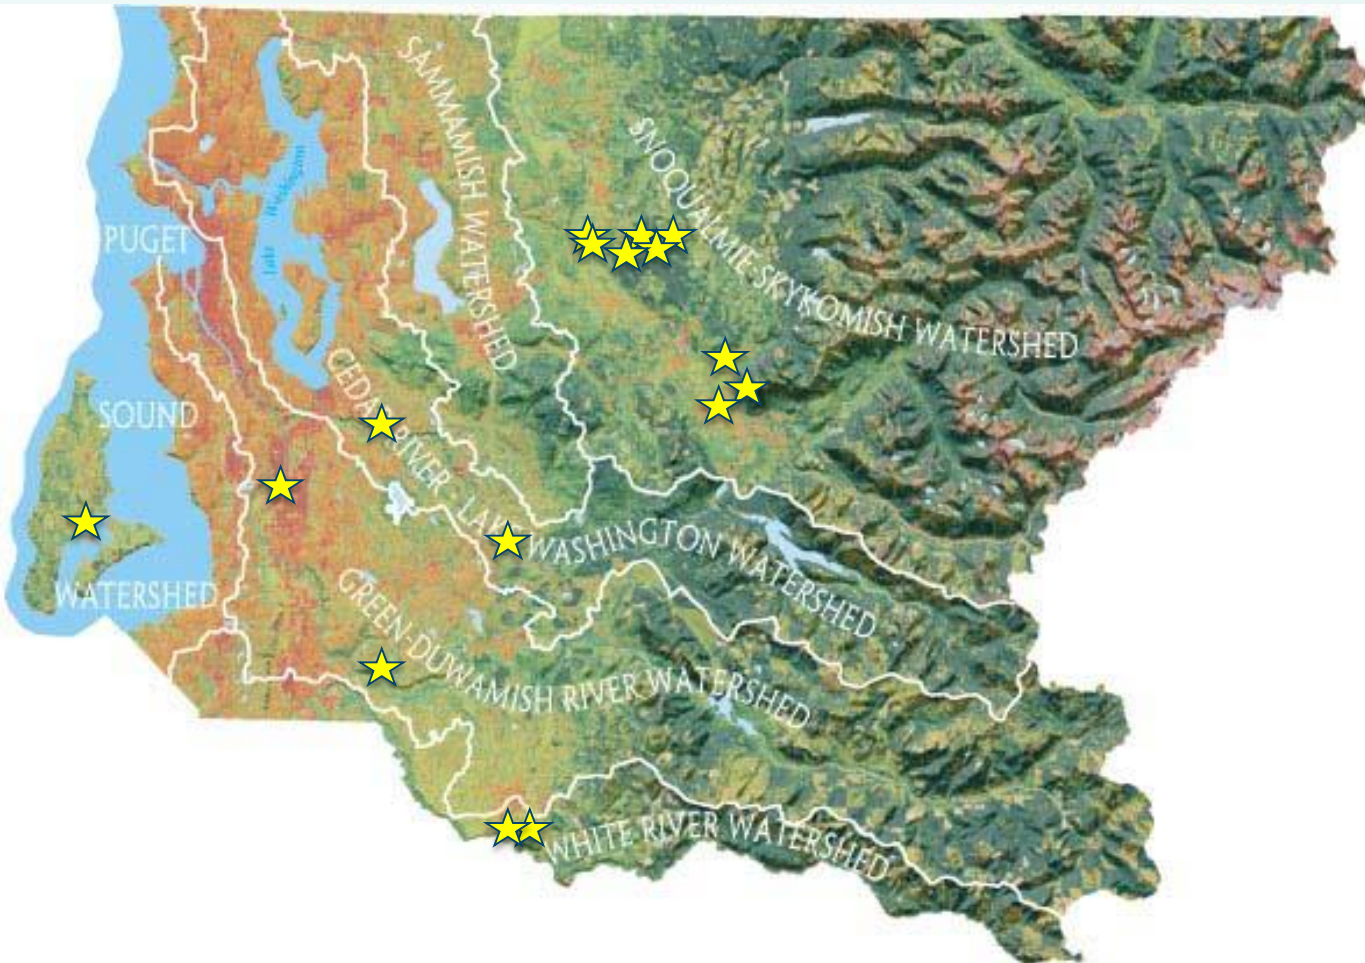 SAMMAMISH WATERSHED
SNOQUALMIE-SKYKOMISH WATERSHED
Lake Washington
PUGET
SOUND
WATERSHED
CEDAR RIVER - LAKE WASHINGTON WATERSHED
GREEN-DUWAMISH RIVER WATERSHED
WHITE RIVER WATERSHED